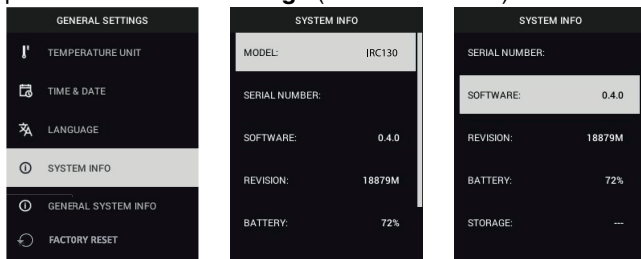 GENERAL SETTINGS
TEMPERATURE UNIT
TIME & DATE
LANGUAGE
SYSTEM INFO
GENERAL SYSTEM INFO
FACTORY RESET
SYSTEM INFO
MODEL: IRC130
SERIAL NUMBER:
SOFTWARE: 0.4.0
REVISION: 18879M
BATTERY: 72%
SYSTEM INFO
SERIAL NUMBER:
SOFTWARE: 0.4.0
REVISION: 18879M
BATTERY: 72%
STORAGE: ---